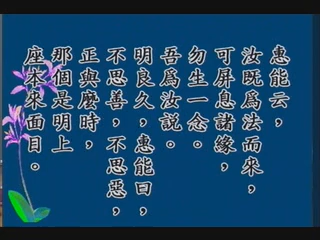 惠能云，
汝既為法而來，
可屏息諸緣，
勿生一念。
吾為汝說。
明良久，惠能曰，
不思善，不思惡，
正與麼時，
那個是明上
座本來面目。